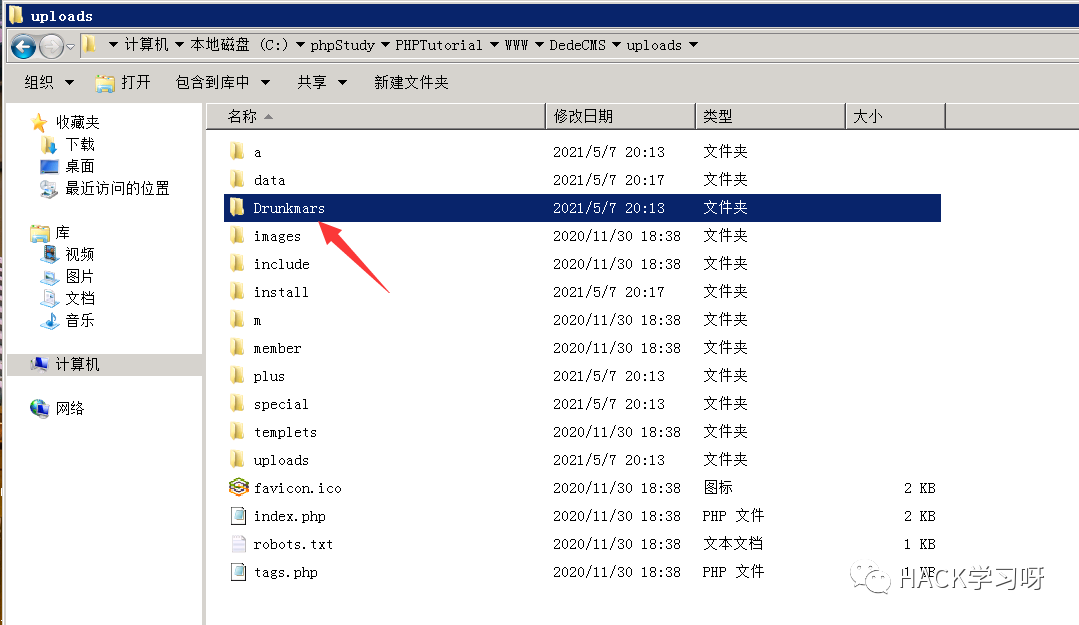 uploads
计算机 本地磁盘 (C:) phpStudy PHPTutorial WWW DedeCMS uploads
组织 打开 包含到库中 共享 新建文件夹
收藏夹
下载
桌面
最近访问的位置
库
视频
图片
文档
音乐
计算机
网络
名称 修改日期 类型 大小
a 2021/5/7 20:13 文件夹
data 2021/5/7 20:17 文件夹
Drunkmars 2021/5/7 20:13 文件夹
images 2020/11/30 18:38 文件夹
include 2020/11/30 18:38 文件夹
install 2021/5/7 20:17 文件夹
m 2020/11/30 18:38 文件夹
member 2020/11/30 18:38 文件夹
plus 2021/5/7 20:13 文件夹
special 2021/5/7 20:13 文件夹
templets 2020/11/30 18:38 文件夹
uploads 2021/5/7 20:13 文件夹
favicon.ico 2020/11/30 18:38 图标 2 KB
index.php 2020/11/30 18:38 PHP 文件 2 KB
robots.txt 2020/11/30 18:38 文本文档 1 KB
tags.php 2020/11/30 18:38 PHP 文件 1 KB
HACK学习呀